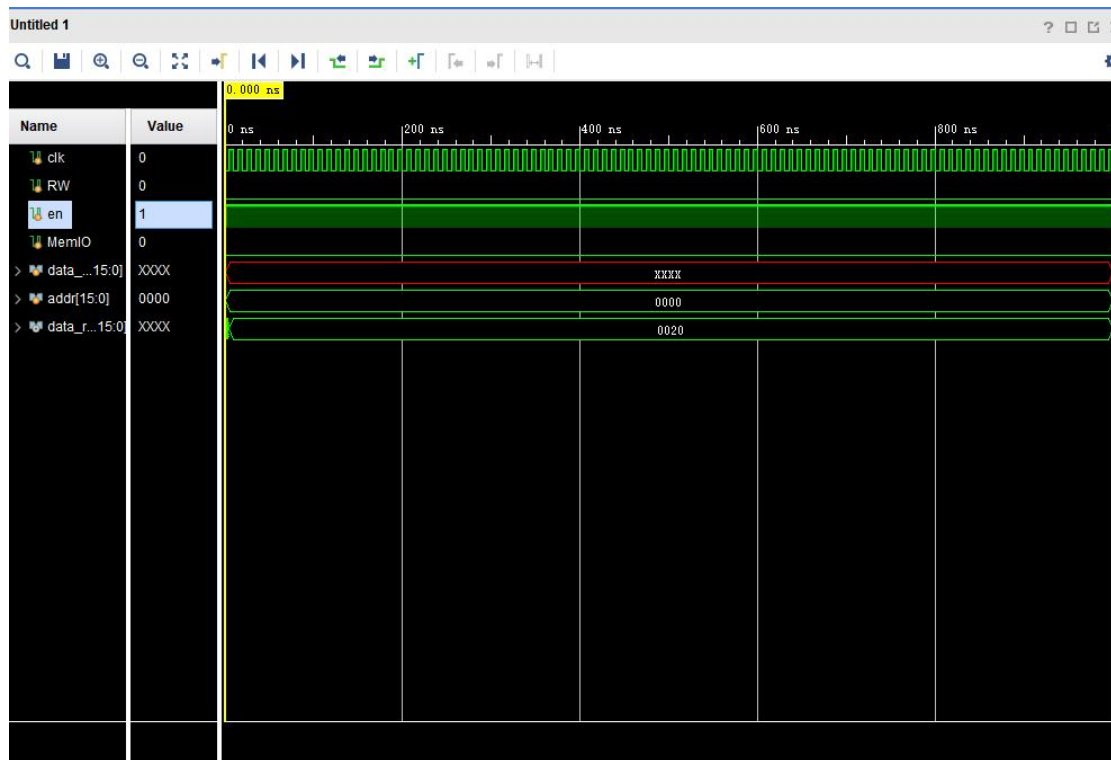 Untitled 1
0.000 ns
Name Value
0 ns 200 ns 400 ns 600 ns 800 ns
clk 0
RW 0
en 1
MemIO 0
data_...15:0] XXXX XXXX
addr[15:0] 0000 0000
data_r...15:0] XXXX 0020